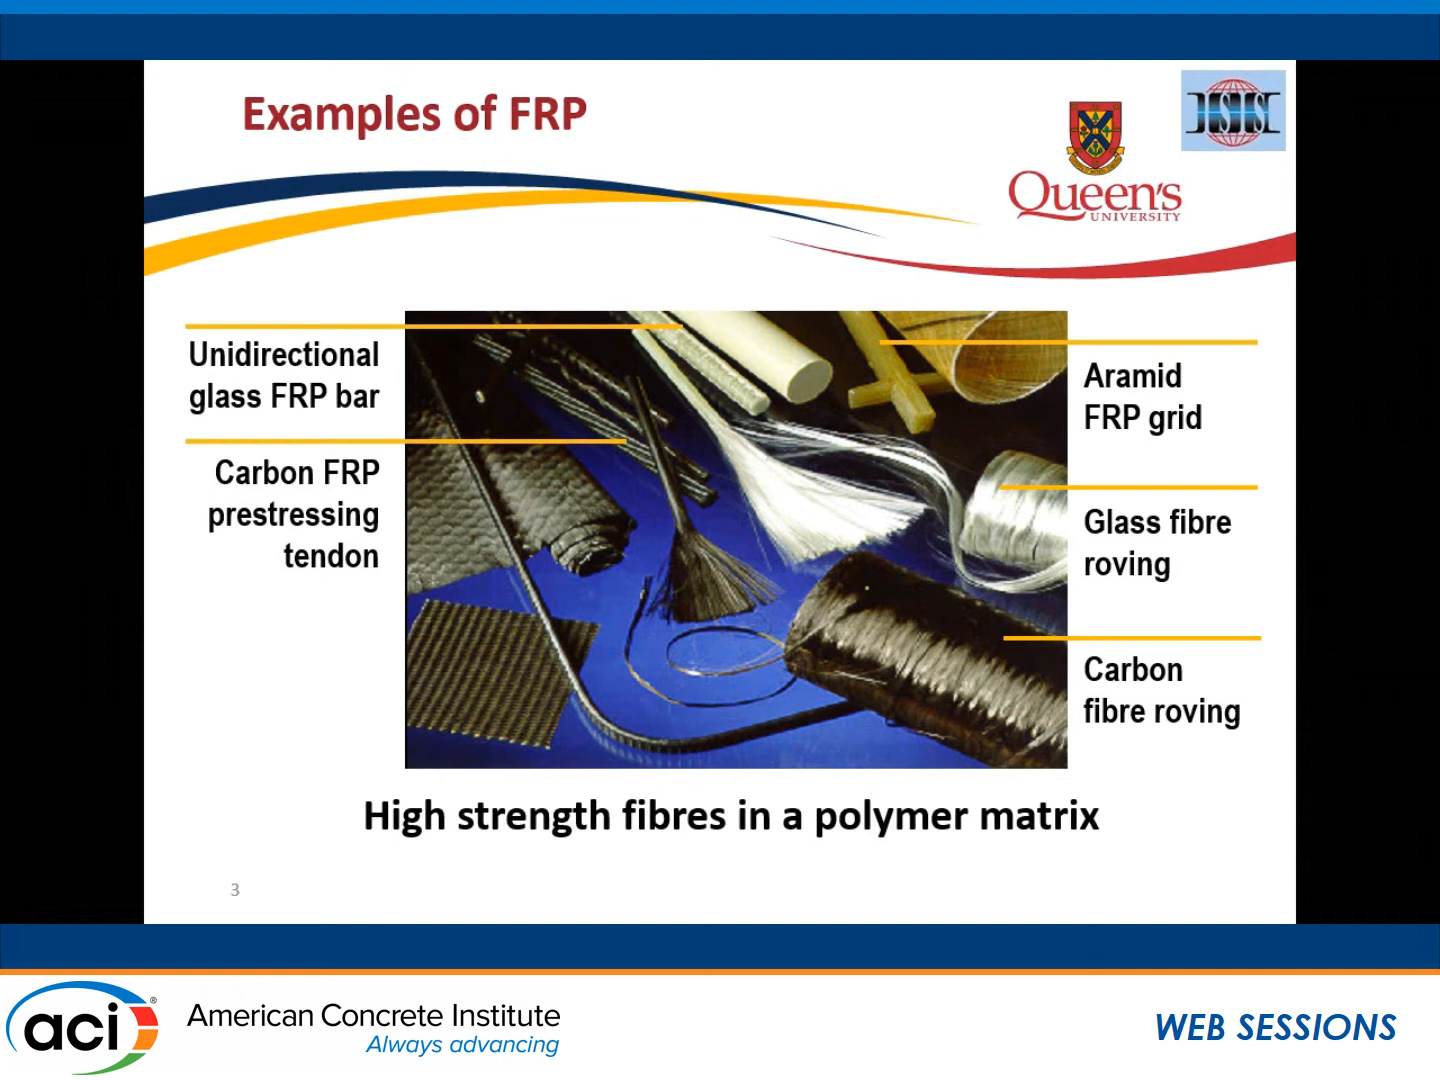 Examples of FRP
ISIS
Queen's
UNIVERSITY
Unidirectional
glass FRP bar
Carbon FRP
prestressing
tendon
Aramid
FRP grid
Glass fibre
roving
Carbon
fibre roving
High strength fibres in a polymer matrix
3
aci®
American Concrete Institute
Always advancing
WEB SESSIONS